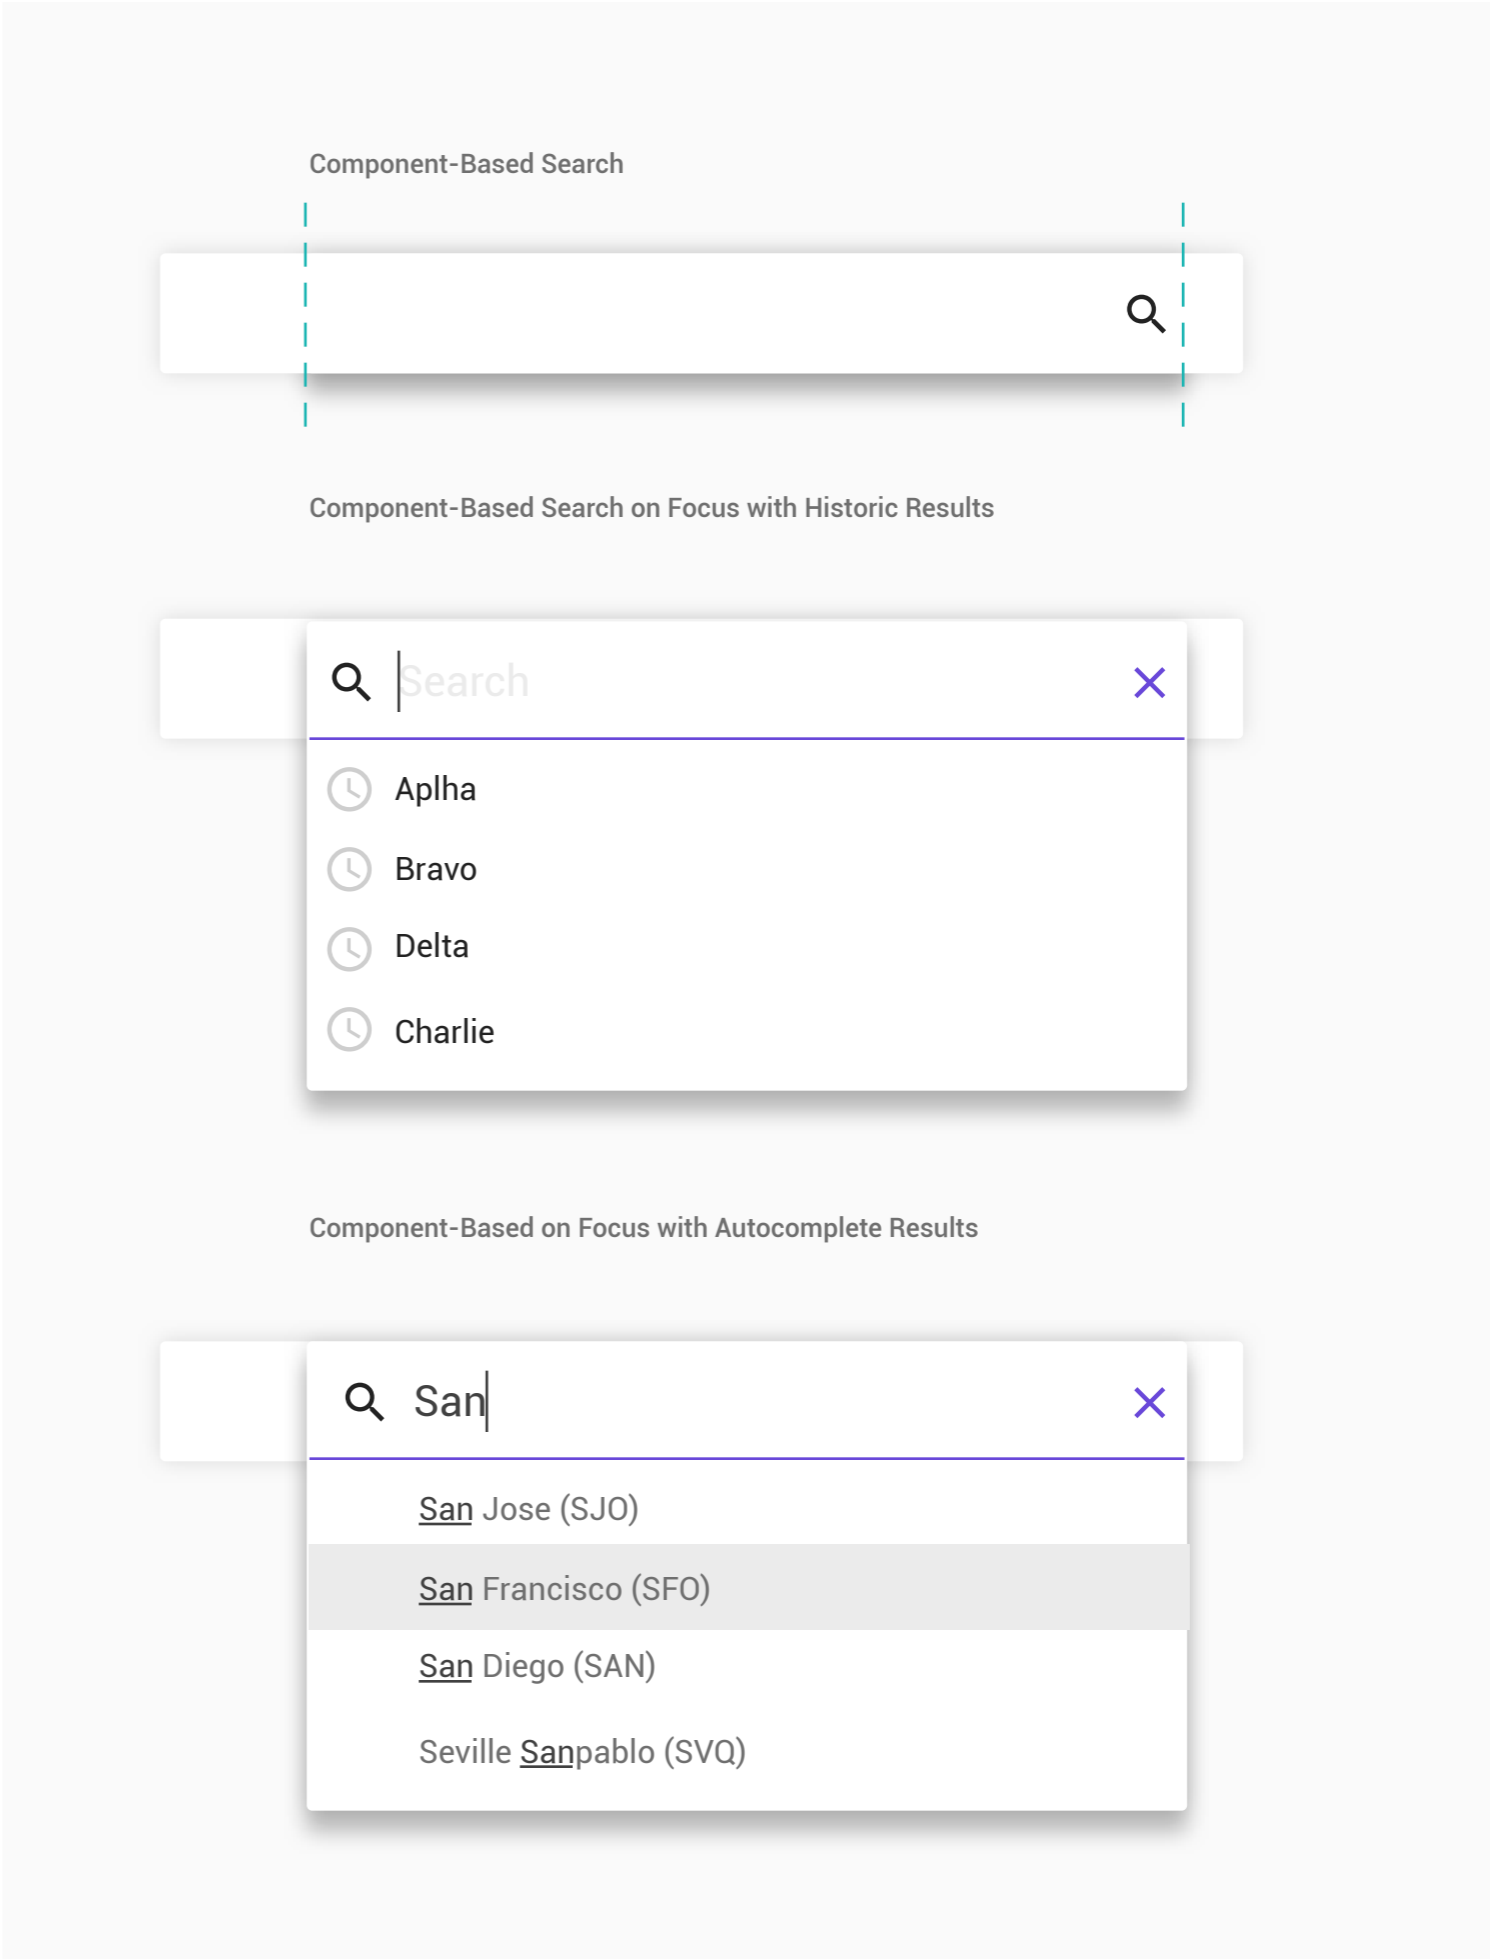 Component-Based Search
Component-Based Search on Focus with Historic Results
Search
Aplha
Bravo
Delta
Charlie
Component-Based on Focus with Autocomplete Results
San
San Jose (SJO)
San Francisco (SFO)
San Diego (SAN)
Seville Sanpablo (SVQ)